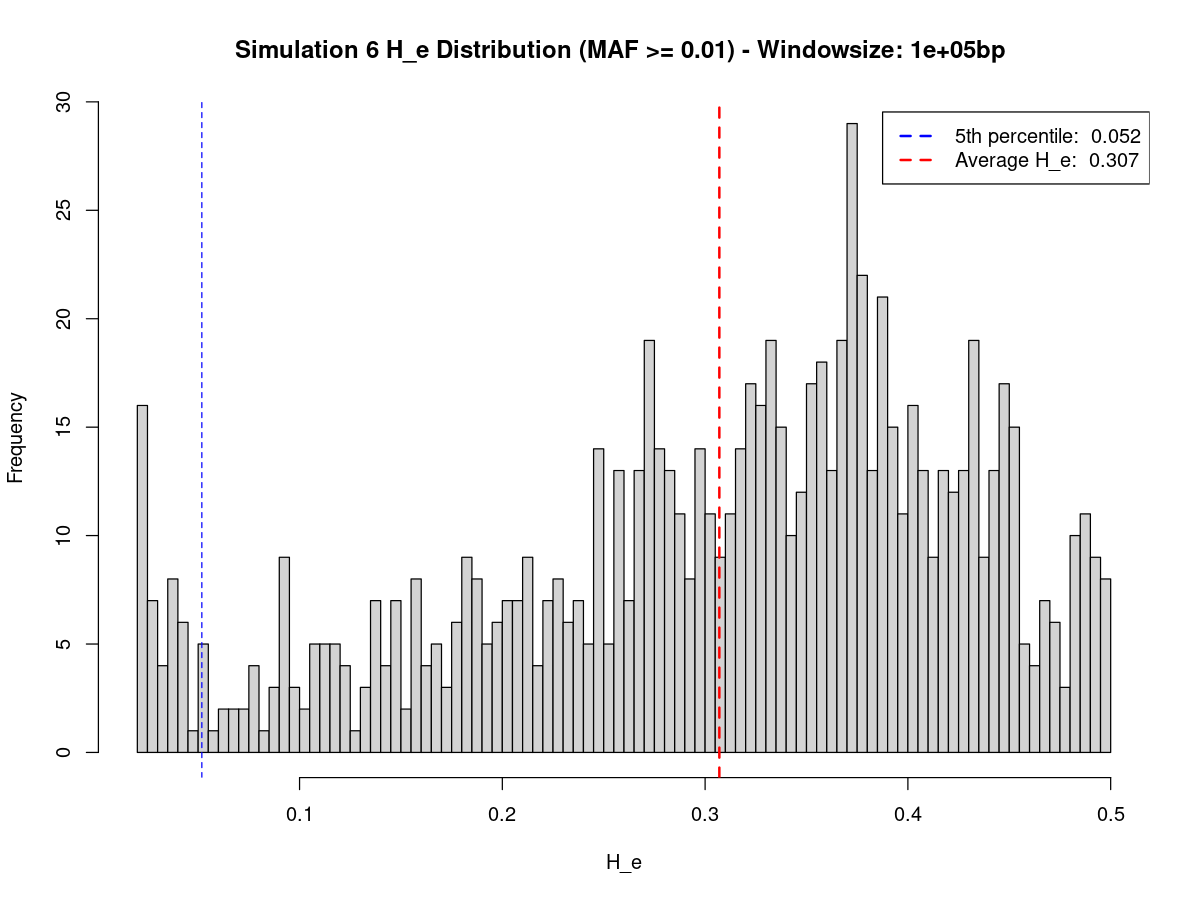 Simulation 6 H_e Distribution (MAF >= 0.01) - Windowsize: 1e+05bp
5th percentile:  0.052
Average H_e:  0.307
Frequency
30
25
20
15
10
5
0
0.1
0.2
0.3
0.4
0.5
H_e